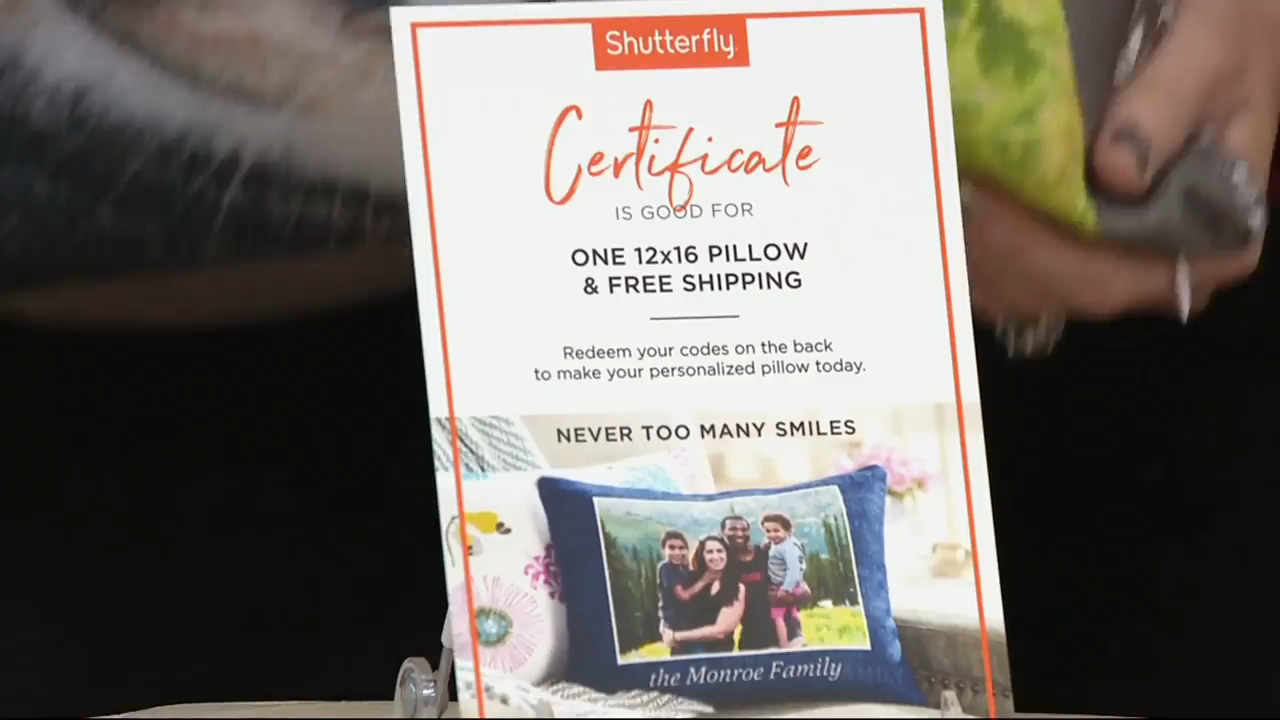 Shutterfly
Certificate
IS GOOD FOR
ONE 12x16 PILLOW
& FREE SHIPPING
Redeem your codes on the back
to make your personalized pillow today.
NEVER TOO MANY SMILES
the Monroe Family